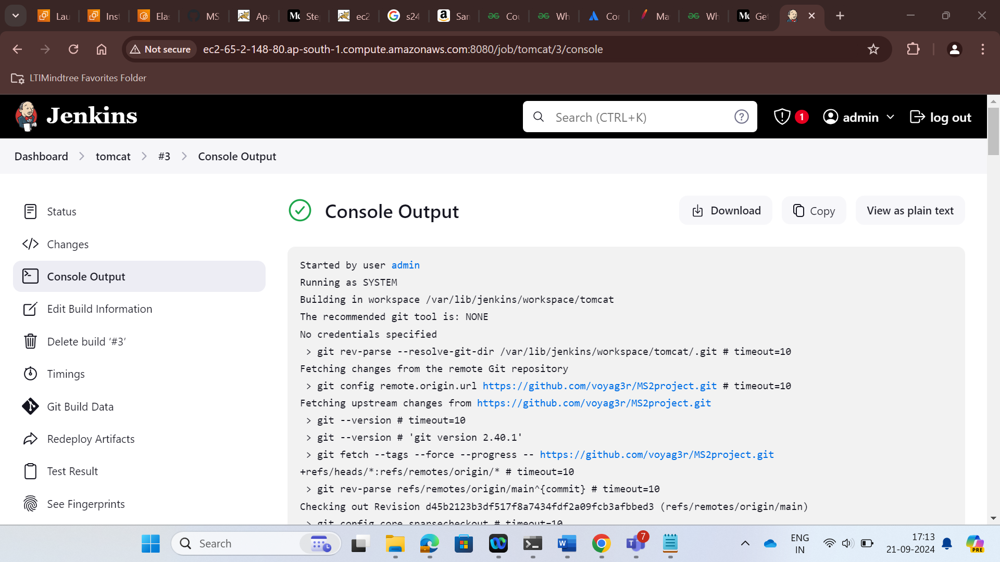 Lau
Inst
Elas
MS
Apa
Ste
ec2
s24
San
Cou
Wh
Cor
Ma
Wh
Get
Not secure
ec2-65-2-148-80.ap-south-1.compute.amazonaws.com:8080/job/tomcat/3/console
LTIMindtree Favorites Folder
Jenkins
Search (CTRL+K)
1
admin
log out
Dashboard > tomcat > #3 > Console Output
Status
Changes
Console Output
Edit Build Information
Delete build ‘#3’
Timings
Git Build Data
Redeploy Artifacts
Test Result
See Fingerprints
Console Output
Download
Copy
View as plain text
Started by user admin
Running as SYSTEM
Building in workspace /var/lib/jenkins/workspace/tomcat
The recommended git tool is: NONE
No credentials specified
> git rev-parse --resolve-git-dir /var/lib/jenkins/workspace/tomcat/.git # timeout=10
Fetching changes from the remote Git repository
> git config remote.origin.url https://github.com/voyag3r/MS2project.git # timeout=10
Fetching upstream changes from https://github.com/voyag3r/MS2project.git
> git --version # timeout=10
> git --version # 'git version 2.40.1'
> git fetch --tags --force --progress -- https://github.com/voyag3r/MS2project.git
+refs/heads/*:refs/remotes/origin/* # timeout=10
> git rev-parse refs/remotes/origin/main^{commit} # timeout=10
Checking out Revision d45b2123b3df517f8a7434fdf2a09fcb3afbbed3 (refs/remotes/origin/main)
> git config core.sparsecheckout # timeout=10
Search
7
ENG
IN
17:13
21-09-2024
PRE